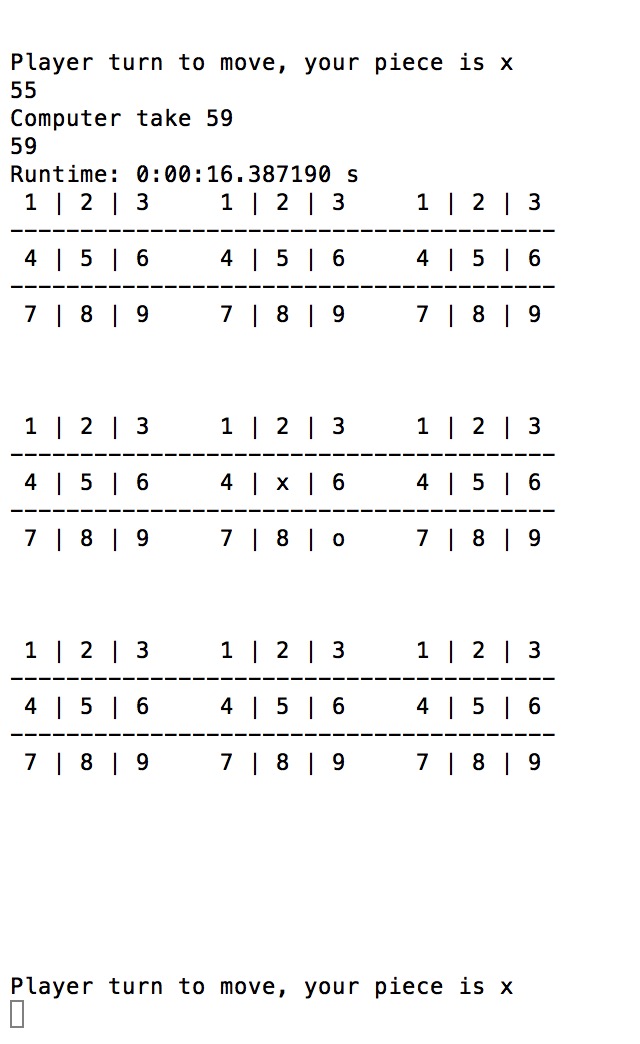 Player turn to move, your piece is x
55
Computer take 59
59
Runtime: 0:00:16.387190 s
1 | 2 | 3     1 | 2 | 3     1 | 2 | 3
---------------------------------------
4 | 5 | 6     4 | 5 | 6     4 | 5 | 6
---------------------------------------
7 | 8 | 9     7 | 8 | 9     7 | 8 | 9
1 | 2 | 3     1 | 2 | 3     1 | 2 | 3
---------------------------------------
4 | 5 | 6     4 | x | 6     4 | 5 | 6
---------------------------------------
7 | 8 | 9     7 | 8 | o     7 | 8 | 9
1 | 2 | 3     1 | 2 | 3     1 | 2 | 3
---------------------------------------
4 | 5 | 6     4 | 5 | 6     4 | 5 | 6
---------------------------------------
7 | 8 | 9     7 | 8 | 9     7 | 8 | 9
Player turn to move, your piece is x